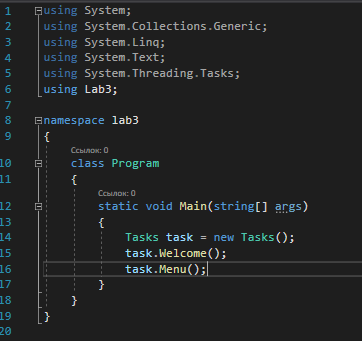 1 using System;
2 using System.Collections.Generic;
3 using System.Linq;
4 using System.Text;
5 using System.Threading.Tasks;
6 using Lab3;
7
8 namespace lab3
9 {
Ссылок: 0
10 class Program
11 {
Ссылок: 0
12 static void Main(string[] args)
13 {
14 Tasks task = new Tasks();
15 task.Welcome();
16 task.Menu();
17 }
18 }
19 }
20